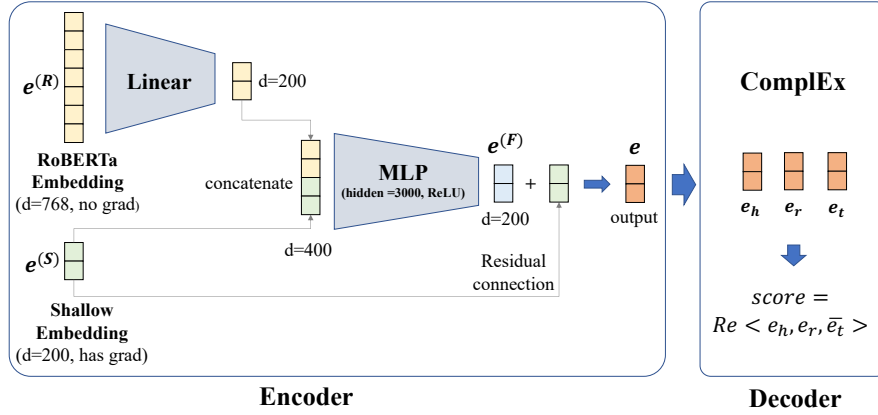 e^(R)
Linear
d=200
RoBERTa
Embedding
(d=768, no grad)
concatenate
MLP
(hidden =3000, ReLU)
e^(F)
+
d=200
e
output
d=400
e^(S)
Residual
connection
Shallow
Embedding
(d=200, has grad)
Encoder
ComplEx
e_h e_r e_t
score =
Re < e_h, e_r, e̅_t >
Decoder